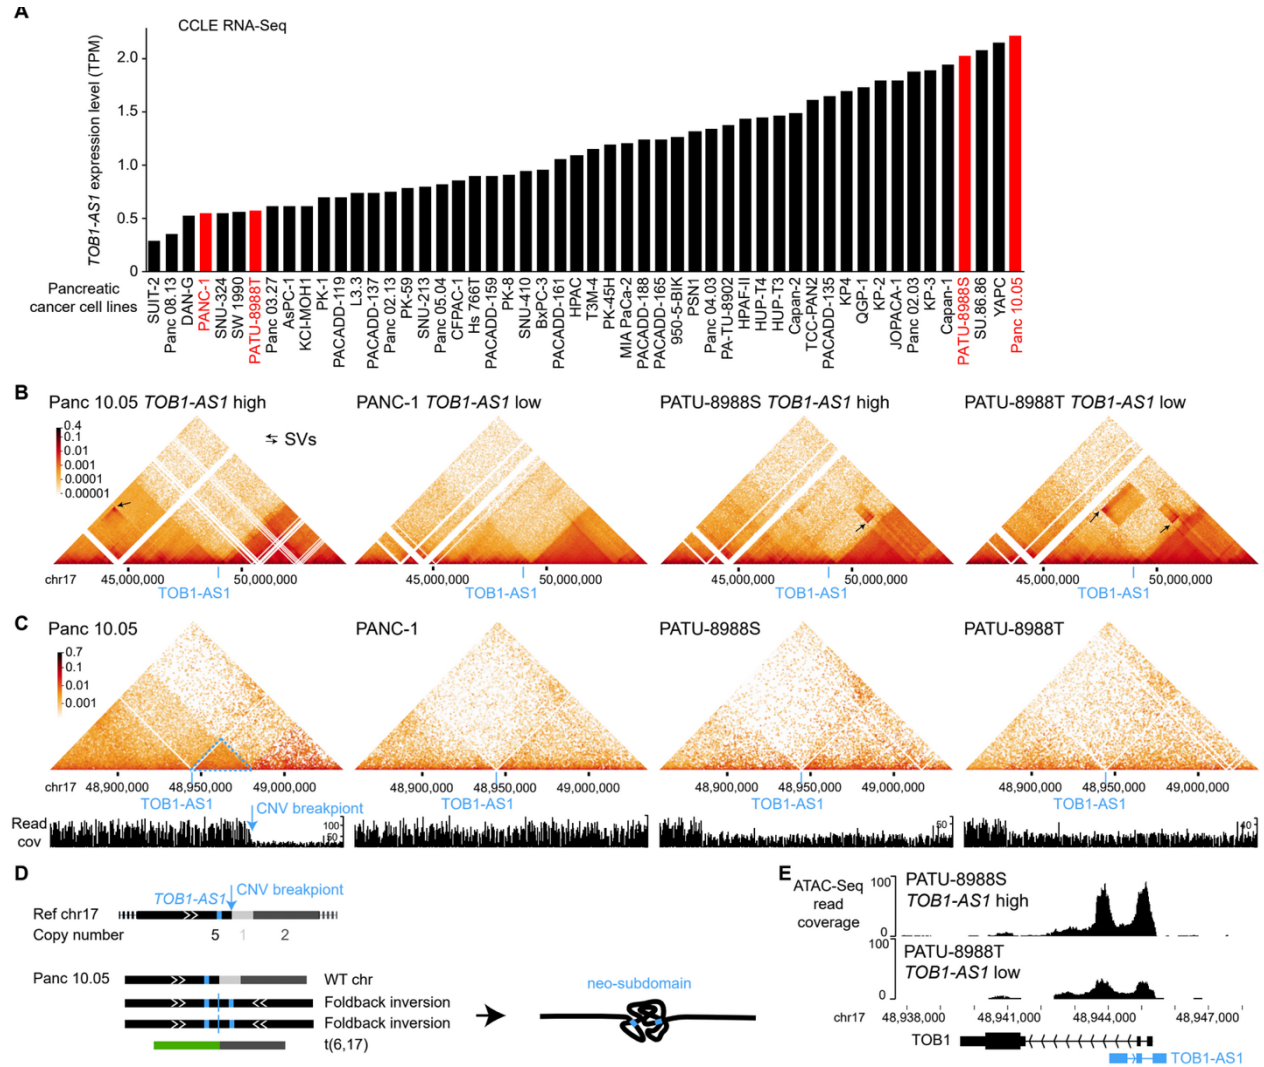 A
CCLE RNA-Seq
TOB1-AS1 expression level (TPM)
2.0
1.5
1.0
0.5
0
Pancreatic
cancer cell lines
SUIT-2
Panc 08.13
DAN-G
PANC-1
SNU-324
SW 1990
PATU-8988T
Panc 03.27
AsPC-1
KCI-MOH1
PK-1
PACADD-119
L3.3
PACADD-137
Panc 02.13
PK-59
SNU-213
Panc 05.04
CFPAC-1
Hs 766T
PACADD-159
PK-8
SNU-410
BxPC-3
PACADD-161
HPAC
T3M-4
PK-45H
MIA PaCa-2
PACADD-188
PACADD-165
950-5-BIK
PSN1
Panc 04.03
PA-TU-8902
HPAF-II
HUP-T4
HUP-T3
Capan-2
TCC-PAN2
PACADD-135
KP4
QGP-1
KP-2
JOPACA-1
Panc 02.03
KP-3
Capan-1
PATU-8988S
SU.86.86
YAPC
Panc 10.05
B
Panc 10.05 TOB1-AS1 high
PANC-1 TOB1-AS1 low
PATU-8988S TOB1-AS1 high
PATU-8988T TOB1-AS1 low
0.4
0.1
0.01
0.001
0.0001
0.00001
SVs
chr17
45,000,000
50,000,000
45,000,000
50,000,000
45,000,000
50,000,000
45,000,000
50,000,000
TOB1-AS1
TOB1-AS1
TOB1-AS1
TOB1-AS1
C
Panc 10.05
PANC-1
PATU-8988S
PATU-8988T
0.7
0.1
0.01
0.001
chr17
48,900,000
48,950,000
49,000,000
48,900,000
48,950,000
49,000,000
48,900,000
48,950,000
49,000,000
48,900,000
48,950,000
49,000,000
TOB1-AS1
TOB1-AS1
TOB1-AS1
TOB1-AS1
CNV breakpiont
Read
cov
100
50
50
40
D
TOB1-AS1
CNV breakpiont
Ref chr17
Copy number
5
1
2
Panc 10.05
WT chr
Foldback inversion
Foldback inversion
t(6,17)
neo-subdomain
E
ATAC-Seq
read
coverage
100
0
PATU-8988S
TOB1-AS1 high
100
0
PATU-8988T
TOB1-AS1 low
chr17
48,938,000
48,941,000
48,944,000
48,947,000
TOB1
TOB1-AS1